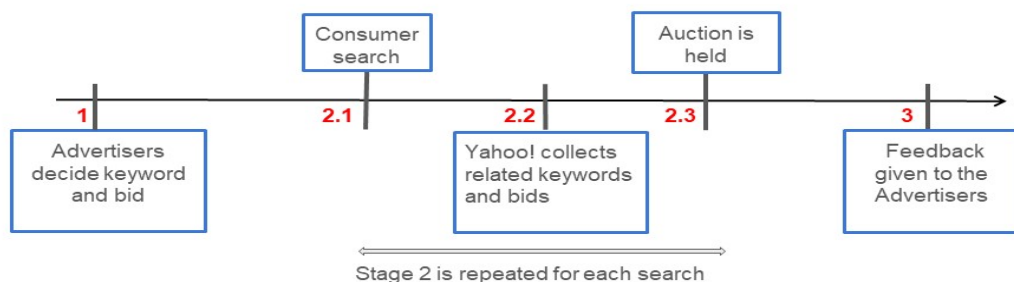 Consumer
search
Auction is
held
1
2.1
2.2
2.3
3
Advertisers
decide keyword
and bid
Yahoo! collects
related keywords
and bids
Feedback
given to the
Advertisers
Stage 2 is repeated for each search